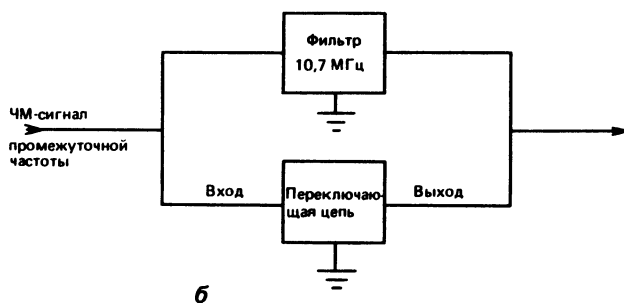 Фильтр
10,7 МГц
ЧМ-сигнал
промежуточной
частоты
Вход
Переключаю-
щая цепь
Выход
б